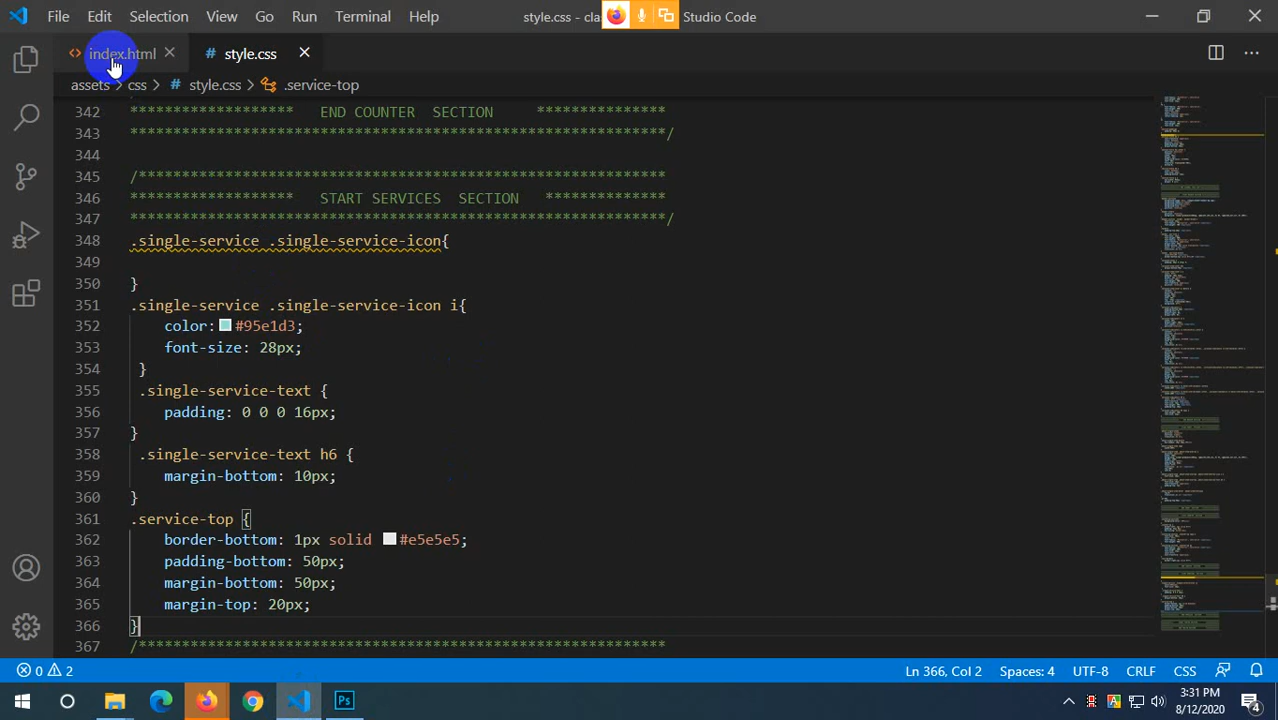 File Edit Selection View Go Run Terminal Help style.css - cla Studio Code
index.html style.css
assets > css > style.css > .service-top
342 ****************** END COUNTER SECTION **************
343 **************************************************************/
344
345 /**************************************************************
346 ****************** START SERVICES SECTION **************
347 **************************************************************/
348 .single-service .single-service-icon{
349
350 }
351 .single-service .single-service-icon i{
352 color: #95e1d3;
353 font-size: 28px;
354 }
355 .single-service-text {
356 padding: 0 0 0 16px;
357 }
358 .single-service-text h6 {
359 margin-bottom: 10px;
360 }
361 .service-top {
362 border-bottom: 1px solid #e5e5e5;
363 padding-bottom: 50px;
364 margin-bottom: 50px;
365 margin-top: 20px;
366 }
367 /**************************************************************
0 2 Ln 366, Col 2 Spaces: 4 UTF-8 CRLF CSS
Ps 3:31 PM
8/12/2020 4